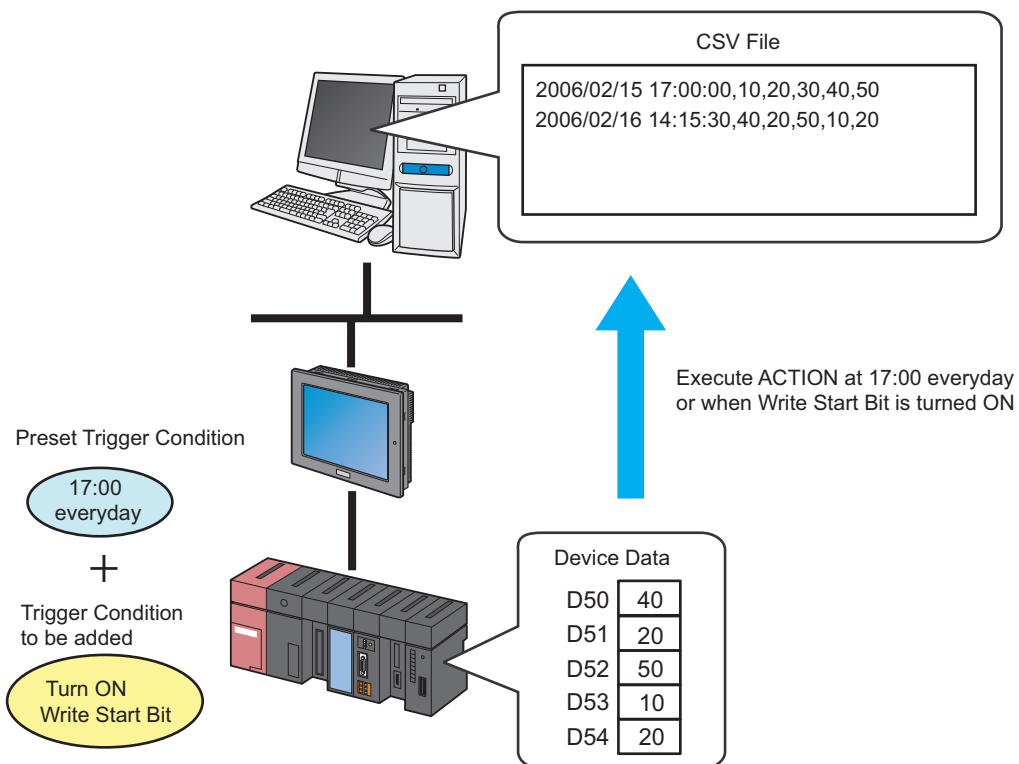 CSV File
2006/02/15 17:00:00,10,20,30,40,50
2006/02/16 14:15:30,40,20,50,10,20
Execute ACTION at 17:00 everyday
or when Write Start Bit is turned ON
Preset Trigger Condition
17:00
everyday
+
Trigger Condition
to be added
Turn ON
Write Start Bit
Device Data
D50 40
D51 20
D52 50
D53 10
D54 20